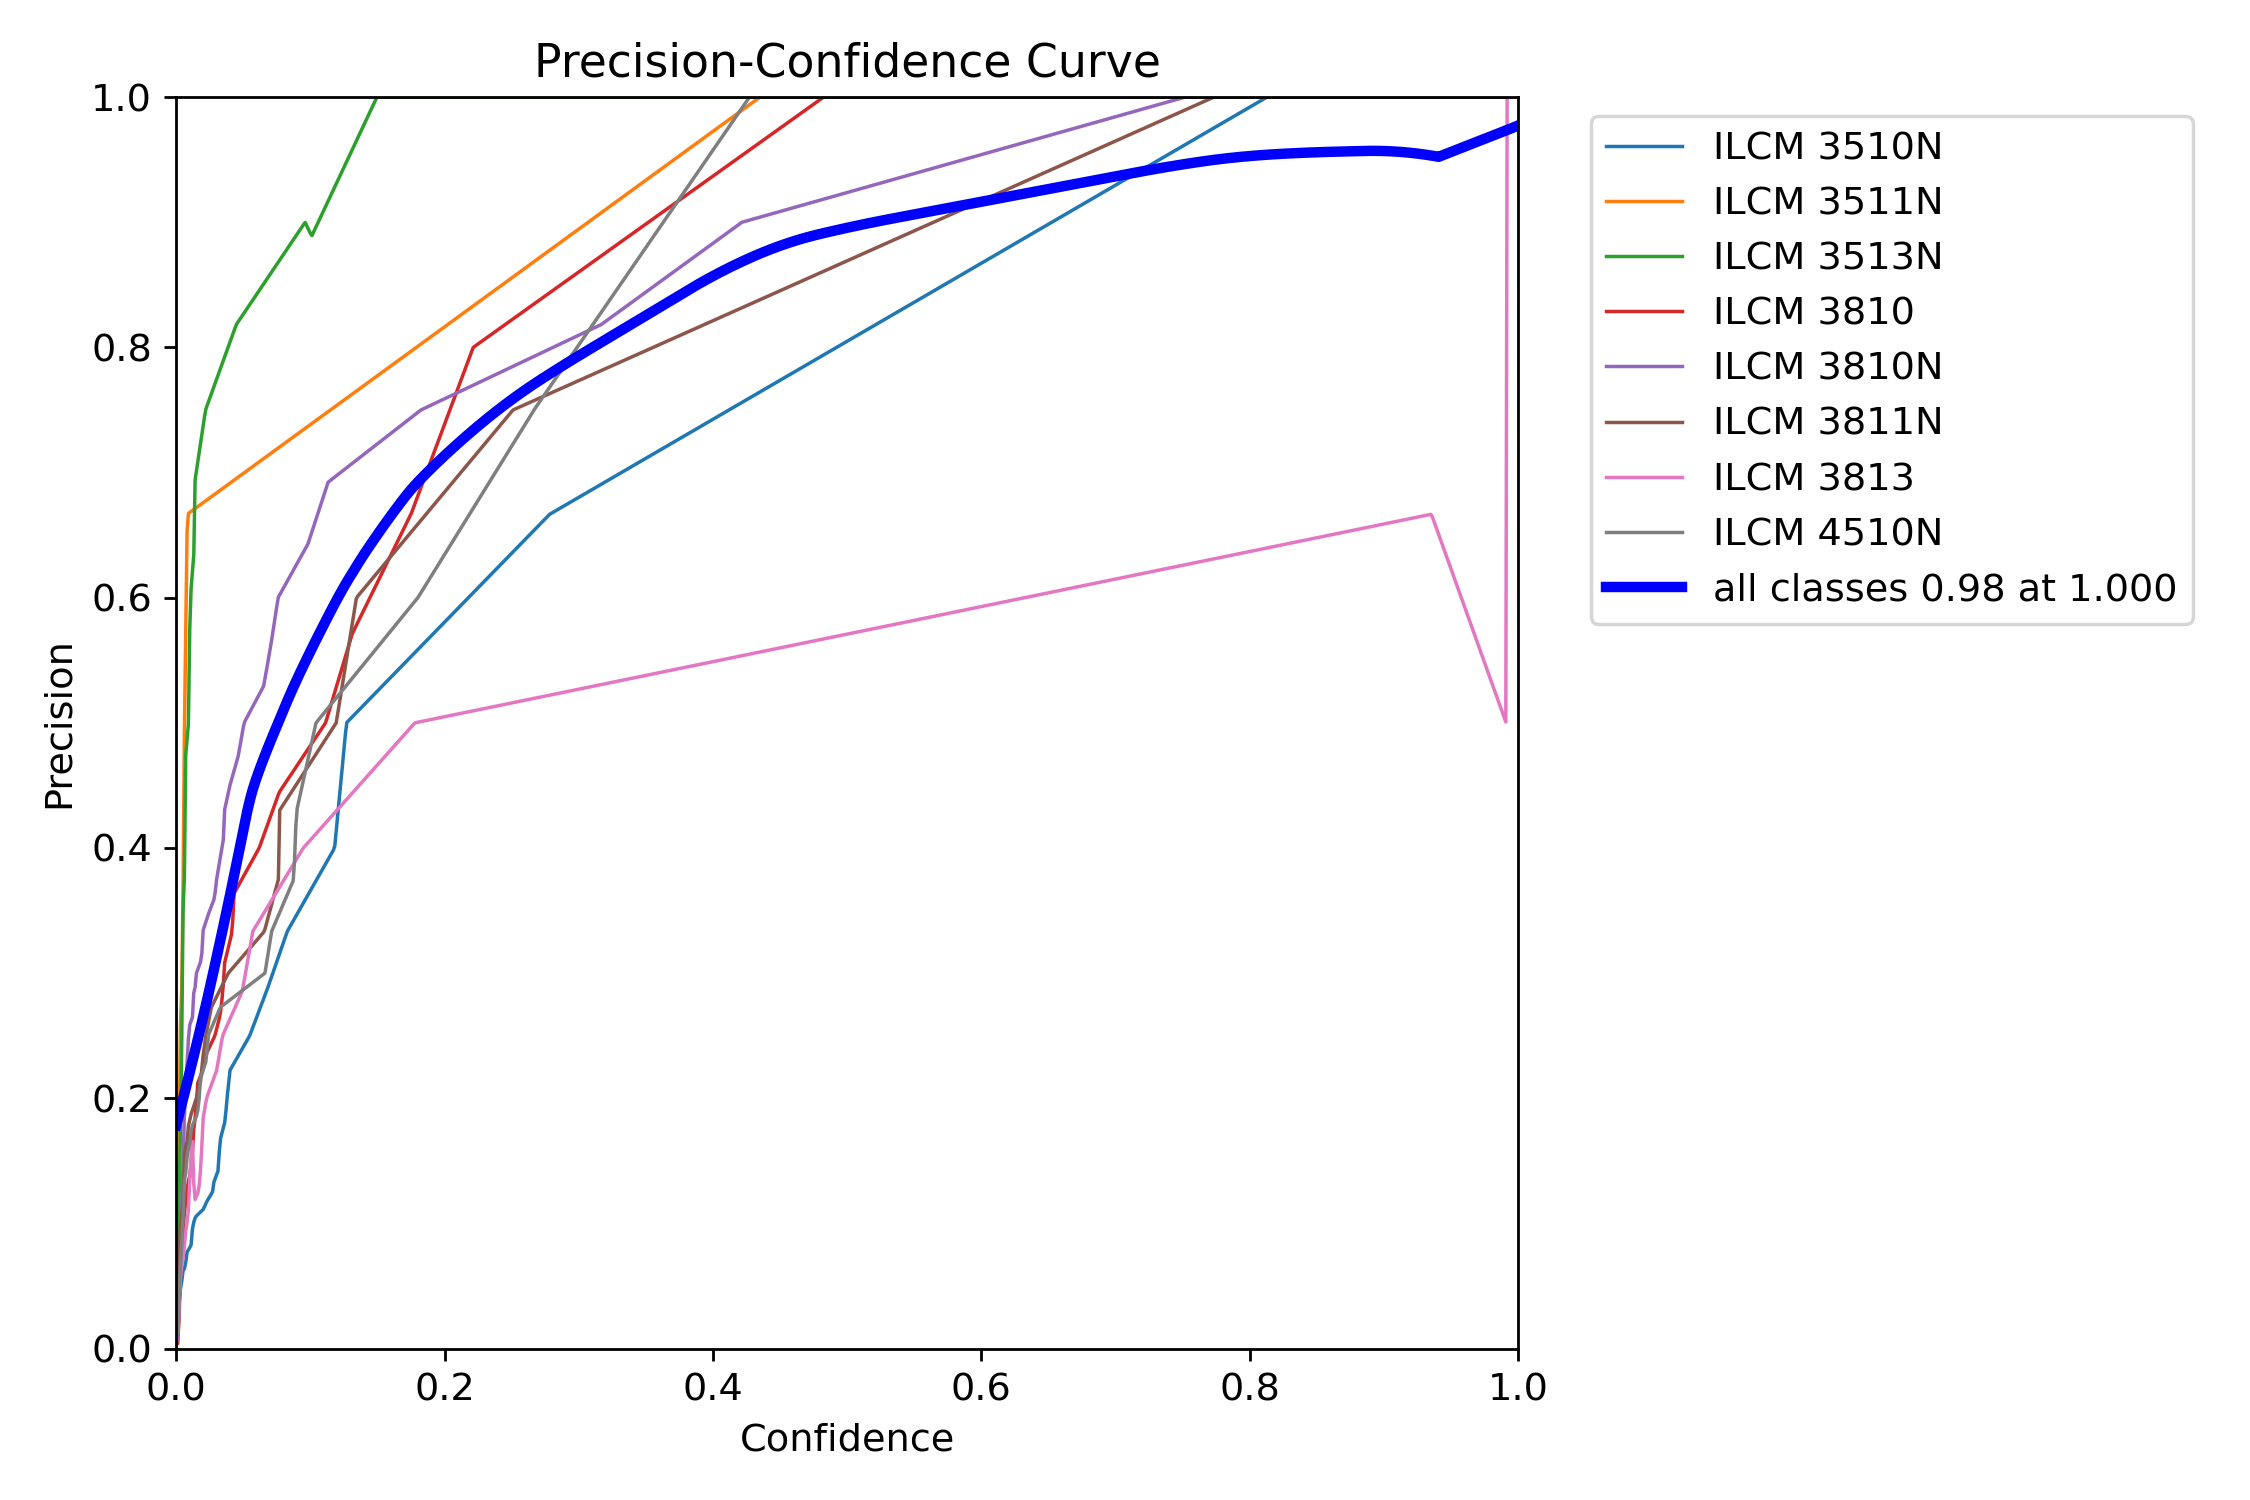 Precision-Confidence Curve
1.0
0.8
0.6
0.4
0.2
0.0
Precision
0.0 0.2 0.4 0.6 0.8 1.0
Confidence
ILCM 3510N
ILCM 3511N
ILCM 3513N
ILCM 3810
ILCM 3810N
ILCM 3811N
ILCM 3813
ILCM 4510N
all classes 0.98 at 1.000